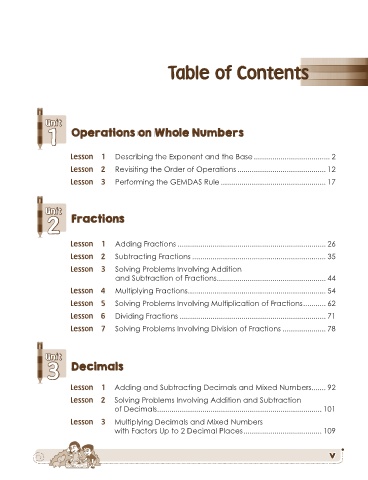 Table of Contents
Unit
1
Operations on Whole Numbers
Lesson 1 Describing the Exponent and the Base .................................... 2
Lesson 2 Revisiting the Order of Operations .......................................... 12
Lesson 3 Performing the GEMDAS Rule .................................................. 17
Unit
2
Fractions
Lesson 1 Adding Fractions ....................................................................... 26
Lesson 2 Subtracting Fractions ................................................................ 35
Lesson 3 Solving Problems Involving Addition
and Subtraction of Fractions.................................................... 44
Lesson 4 Multiplying Fractions.................................................................. 54
Lesson 5 Solving Problems Involving Multiplication of Fractions........... 62
Lesson 6 Dividing Fractions ...................................................................... 71
Lesson 7 Solving Problems Involving Division of Fractions ..................... 78
Unit
3
Decimals
Lesson 1 Adding and Subtracting Decimals and Mixed Numbers....... 92
Lesson 2 Solving Problems Involving Addition and Subtraction
of Decimals............................................................................... 101
Lesson 3 Multiplying Decimals and Mixed Numbers
with Factors Up to 2 Decimal Places..................................... 109
v